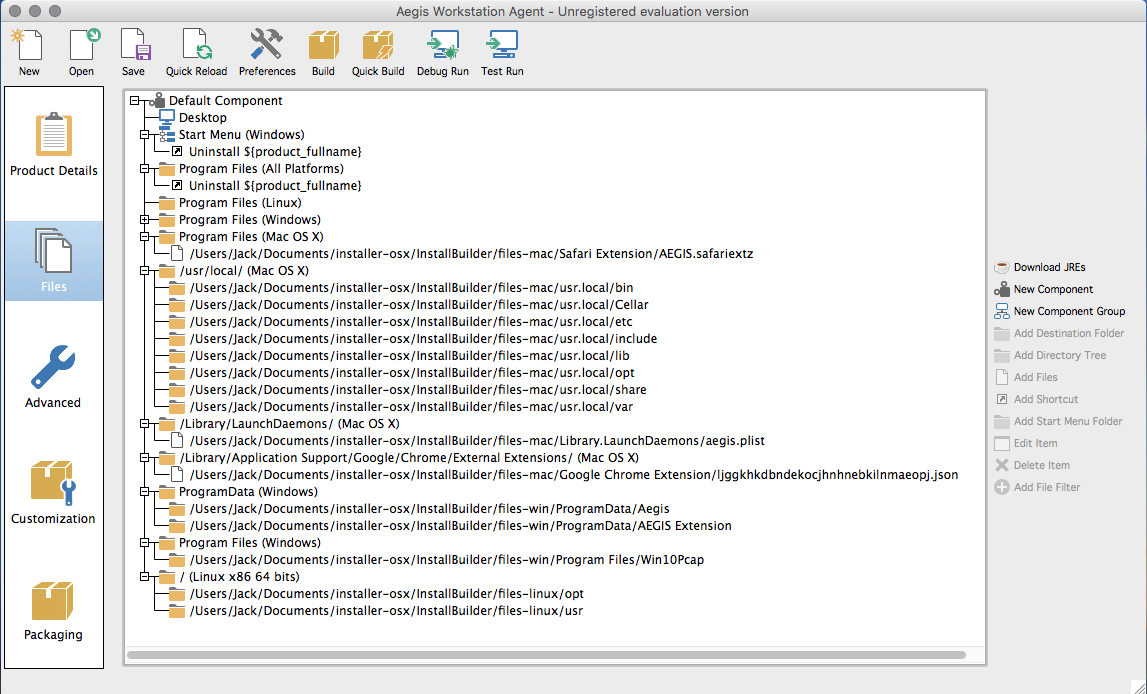 Aegis Workstation Agent - Unregistered evaluation version
New
Open
Save
Quick Reload
Preferences
Build
Quick Build
Debug Run
Test Run
Product Details
Files
Advanced
Customization
Packaging
Default Component
Desktop
Start Menu (Windows)
Uninstall ${product_fullname}
Program Files (All Platforms)
Uninstall ${product_fullname}
Program Files (Linux)
Program Files (Windows)
Program Files (Mac OS X)
/Users/Jack/Documents/installer-osx/InstallBuilder/files-mac/Safari Extension/AEGIS.safariextz
/usr/local/ (Mac OS X)
/Users/Jack/Documents/installer-osx/InstallBuilder/files-mac/usr.local/bin
/Users/Jack/Documents/installer-osx/InstallBuilder/files-mac/usr.local/Cellar
/Users/Jack/Documents/installer-osx/InstallBuilder/files-mac/usr.local/etc
/Users/Jack/Documents/installer-osx/InstallBuilder/files-mac/usr.local/include
/Users/Jack/Documents/installer-osx/InstallBuilder/files-mac/usr.local/lib
/Users/Jack/Documents/installer-osx/InstallBuilder/files-mac/usr.local/opt
/Users/Jack/Documents/installer-osx/InstallBuilder/files-mac/usr.local/share
/Users/Jack/Documents/installer-osx/InstallBuilder/files-mac/usr.local/var
/Library/LaunchDaemons/ (Mac OS X)
/Users/Jack/Documents/installer-osx/InstallBuilder/files-mac/Library.LaunchDaemons/aegis.plist
/Library/Application Support/Google/Chrome/External Extensions/ (Mac OS X)
/Users/Jack/Documents/installer-osx/InstallBuilder/files-mac/Google Chrome Extension/ljggkhkdbndekocjhnhnebkilnmaeopj.json
ProgramData (Windows)
/Users/Jack/Documents/installer-osx/InstallBuilder/files-win/ProgramData/Aegis
/Users/Jack/Documents/installer-osx/InstallBuilder/files-win/ProgramData/AEGIS Extension
Program Files (Windows)
/Users/Jack/Documents/installer-osx/InstallBuilder/files-win/Program Files/Win10Pcap
/ (Linux x86 64 bits)
/Users/Jack/Documents/installer-osx/InstallBuilder/files-linux/opt
/Users/Jack/Documents/installer-osx/InstallBuilder/files-linux/usr
Download JREs
New Component
New Component Group
Add Destination Folder
Add Directory Tree
Add Files
Add Shortcut
Add Start Menu Folder
Edit Item
Delete Item
Add File Filter